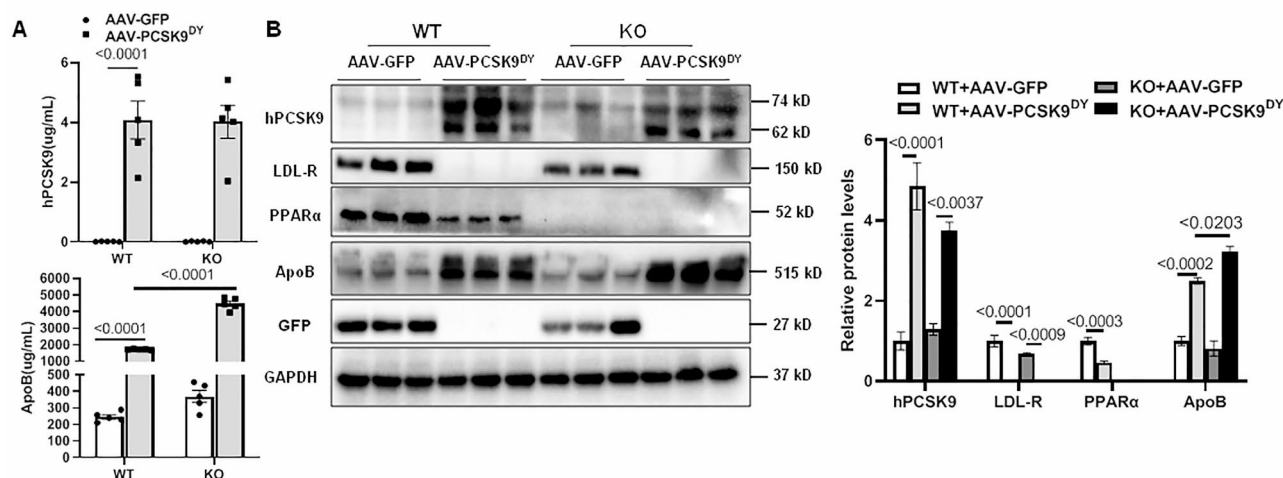 A
● AAV-GFP
■ AAV-PCSK9DY
<0.0001
hPCSK9(ug/mL)
6
4
2
0
WT KO
<0.0001
<0.0001
ApoB(ug/mL)
6000
5000
4000
3000
2000
1000
500
400
300
200
100
0
WT KO
B
WT KO
AAV-GFP AAV-PCSK9DY AAV-GFP AAV-PCSK9DY
hPCSK9 74 kD
62 kD
LDL-R 150 kD
PPARα 52 kD
ApoB 515 kD
GFP 27 kD
GAPDH 37 kD
WT+AAV-GFP KO+AAV-GFP
WT+AAV-PCSK9DY KO+AAV-PCSK9DY
Relative protein levels
6
4
2
0
<0.0001
<0.0037
<0.0001
<0.0009
<0.0003
<0.0203
<0.0002
hPCSK9 LDL-R PPARα ApoB